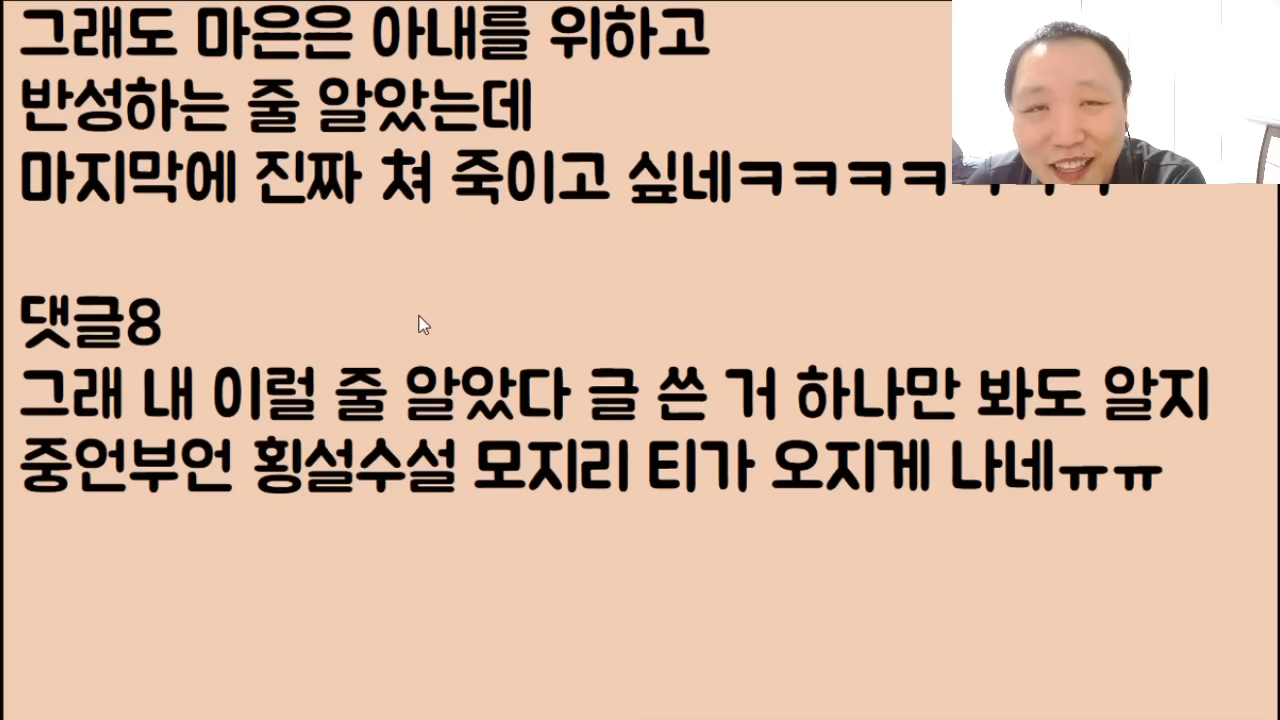 그래도 마은은 아내를 위하고
반성하는 줄 알았는데
마지막에 진짜 쳐 죽이고 싶네ㅋㅋㅋㅋㅋㅋㅋ
댓글8
그래 내 이럴 줄 알았다 글 쓴 거 하나만 봐도 알지
중언부언 횡설수설 모지리 티가 오지게 나네ㅠㅠ